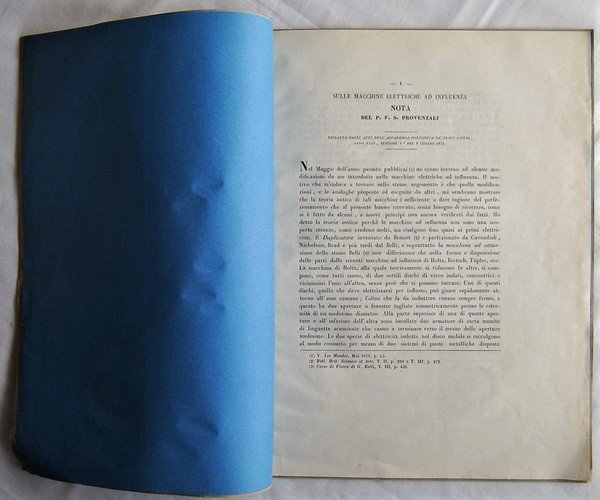 — 1 —
SULLE MACCHINE ELETTRICHE AD INFLUENZA
NOTA
DEL P. F. S. PROVENZALI
ESTRATTO DAGLI ATTI DELL'ACCADEMIA PONTIFICIA DE' NUOVI LINCEI,
ANNO XXIV, SESSIONE DEL LUGLIO 1871
Nel Maggio dell'anno passato pubblicai (1) un cenno intorno ad alcune mo-
dificazioni da me introdotte nelle macchine elettriche ad influenza. Il mo-
tivo che m'induce a tornare sullo stesso argomento è che quelle modifica-
zioni, e le analoghe proposte ed eseguite da altri, mi sembrano mostrare
che la teoria antica di tali macchine è sufficiente a dare ragione del perfe-
zionamento che al presente hanno ricevuto, senza bisogno di ricorrere, come
si è fatto da alcuni, a nuovi principi non ancora verificati dai fatti. Ho
detto la teoria antica perchè le macchine ad influenza non sono una sco-
perta recente, come credono molti, ma risalgono fino quasi ai primi elettri-
cisti. Il Duplicatore inventato da Bennet (2) e perfezionato da Cavendish,
Nicholson, Read e più tardi dal Belli, e soprattutto la macchina ad attua-
zione dello stesso Belli (3) non differiscono che nella forma e disposizione
delle parti dalle recenti macchine ad influenza di Holtz, Bertsch, Töpler, ecc.
La macchina di Holtz, alla quale teoricamente si riducono le altre, si com-
pone, come tutti sanno, di due sottili dischi di vetro isolati, concentrici e
vicinissimi l'uno all'altro, senza però che si possano toccare. Uno di questi
dischi, quello che deve elettrizzarsi per influsso, può girare rapidamente at-
torno all'asse comune; l'altro che fa da induttore rimane sempre fermo, e
questo ha due aperture o fenestre tagliate simmetricamente presso le estre-
mità di un medesimo diametro. Alla parte superiore di una di queste aper-
ture e all'inferiore dell'altra sono incollate due armature di carta munite
di linguette acuminate che vanno a terminare verso il mezzo delle aperture
medesime. Le due specie di elettricità indotte nel disco mobile si raccolgono
al modo consueto per mezzo di due sistemi di punte metalliche disposte
(1) V. Les Mondes, Mai 1870, p. 52.
(2) Bibl. Brit. Sciences et Arts, T. II, p. 209 e T. III, p. 272.
(3) Corso di Fisica di G. Belli, T. III, p. 456.